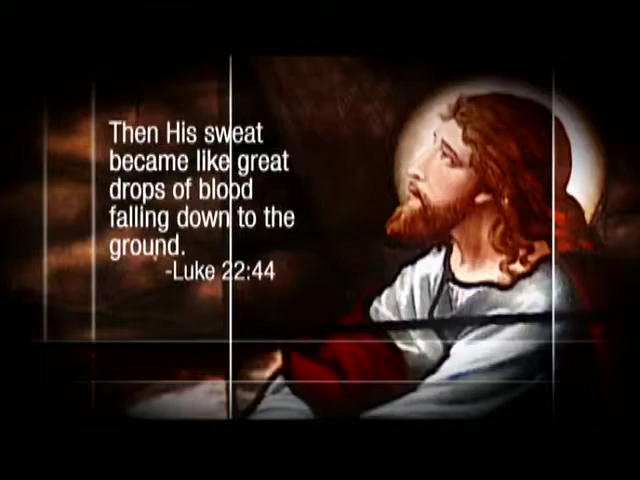 Then His sweat
became like great
drops of blood
falling down to the
ground.
-Luke 22:44